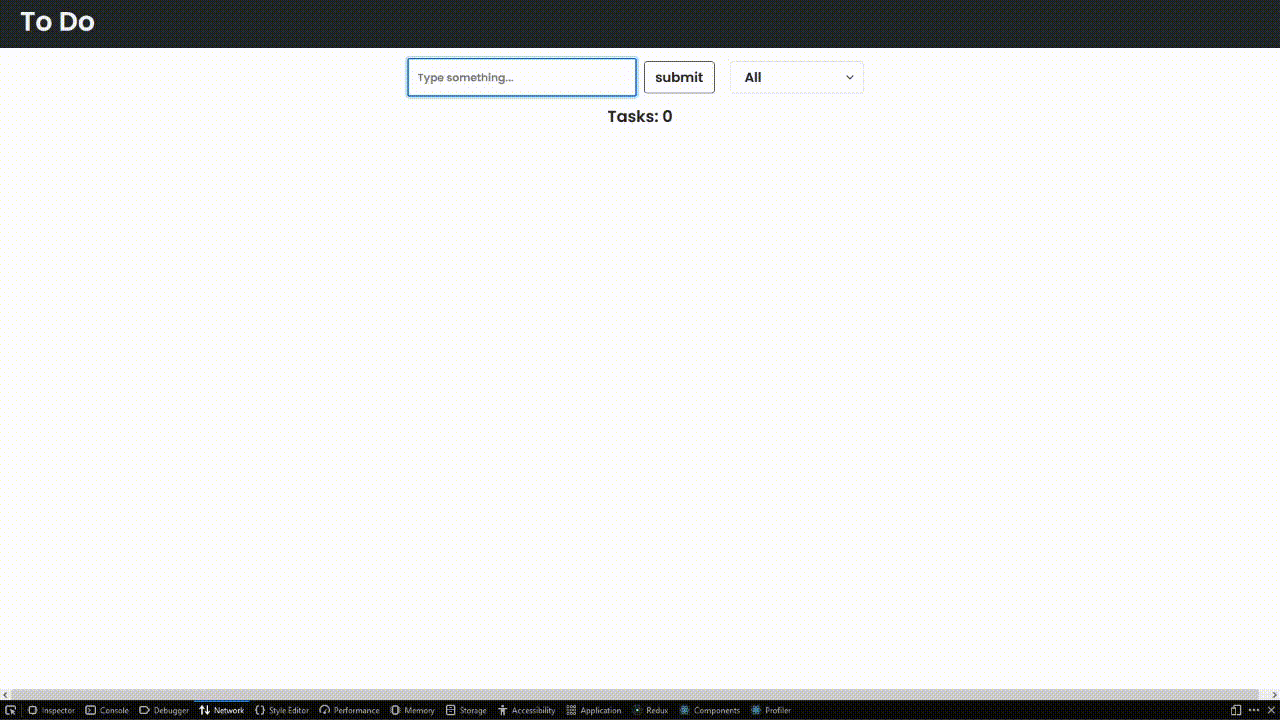 To Do
Type something...
submit
All
Tasks: 0
Inspector Console Debugger Network Style Editor Performance Memory Storage Accessibility Application Redux Components Profiler